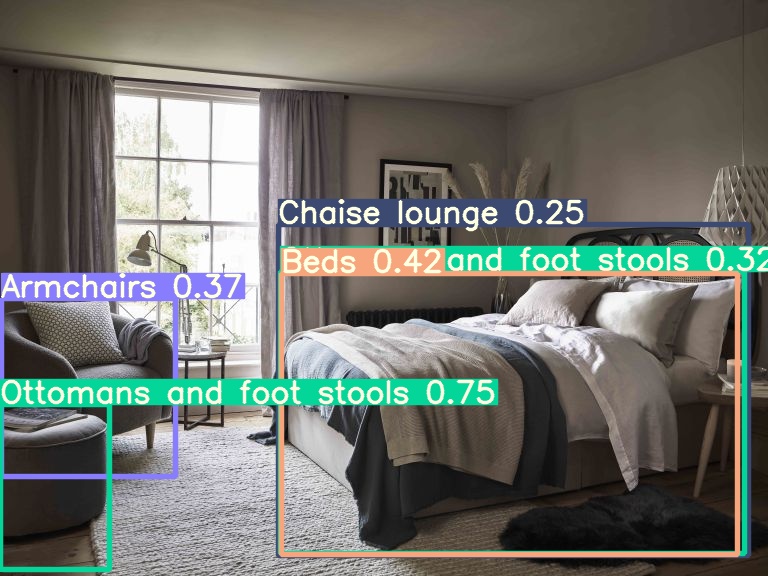 Chaise lounge 0.25
Beds 0.42 and foot stools 0.32
Armchairs 0.37
Ottomans and foot stools 0.75